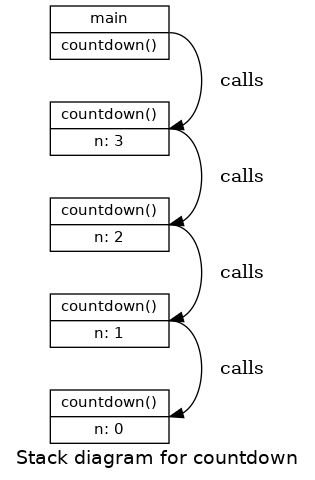 main
countdown()
calls
countdown()
n: 3
calls
countdown()
n: 2
calls
countdown()
n: 1
calls
countdown()
n: 0
Stack diagram for countdown